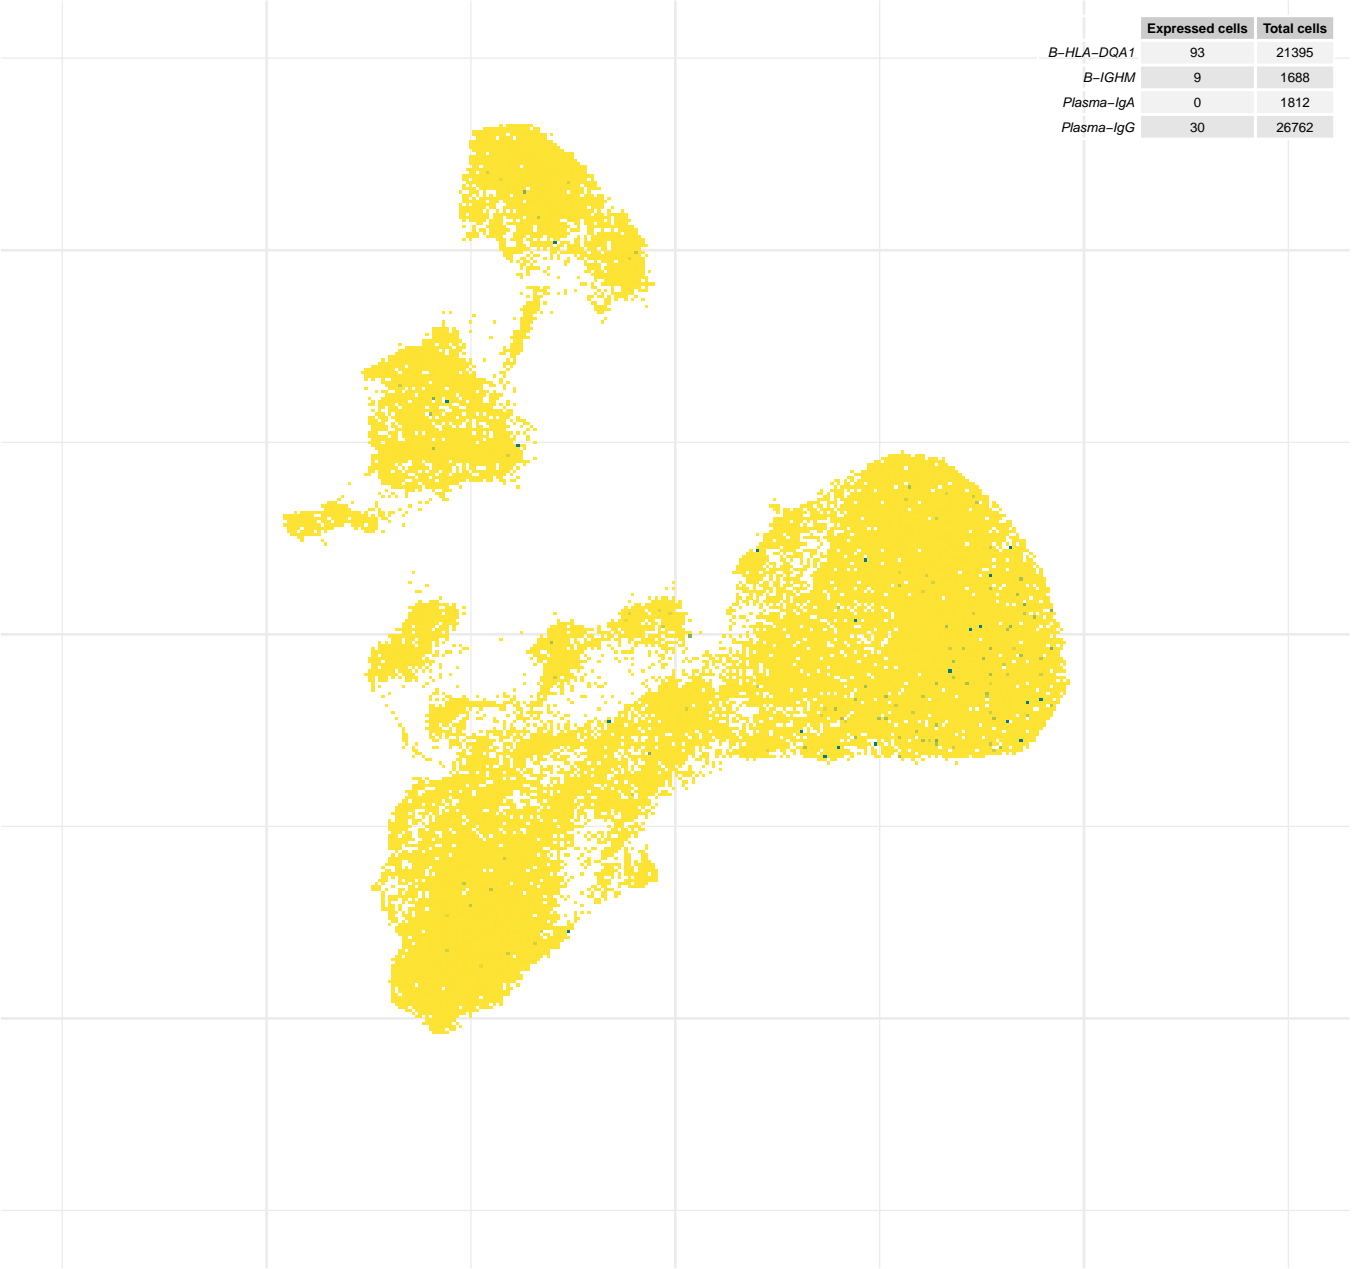 Expressed cells Total cells
B−HLA−DQA1 93 21395
B−IGHM 9 1688
Plasma−IgA 0 1812
Plasma−IgG 30 26762